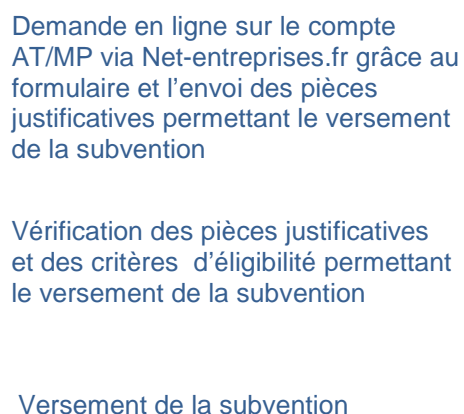 Demande en ligne sur le compte
AT/MP via Net-entreprises.fr grâce au
formulaire et l’envoi des pièces
justificatives permettant le versement
de la subvention
Vérification des pièces justificatives
et des critères d’éligibilité permettant
le versement de la subvention
Versement de la subvention